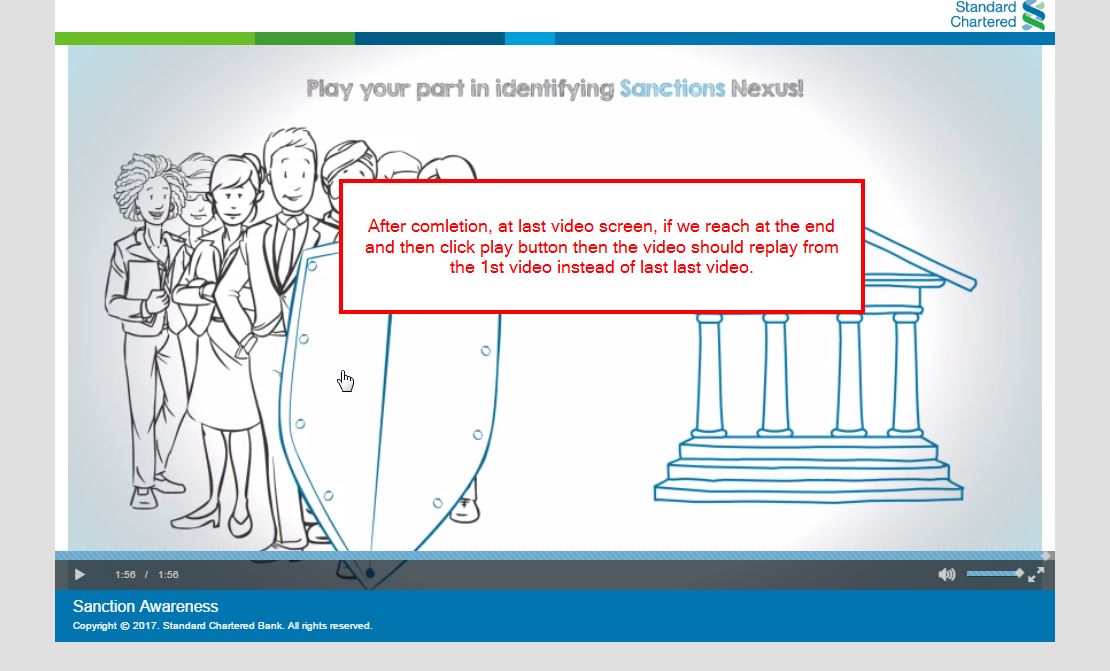 Standard
Chartered
Play your part in identifying Sanctions Nexus!
After comletion, at last video screen, if we reach at the end
and then click play button then the video should replay from
the 1st video instead of last last video.
1:56 / 1:56
Sanction Awareness
Copyright © 2017. Standard Chartered Bank. All rights reserved.